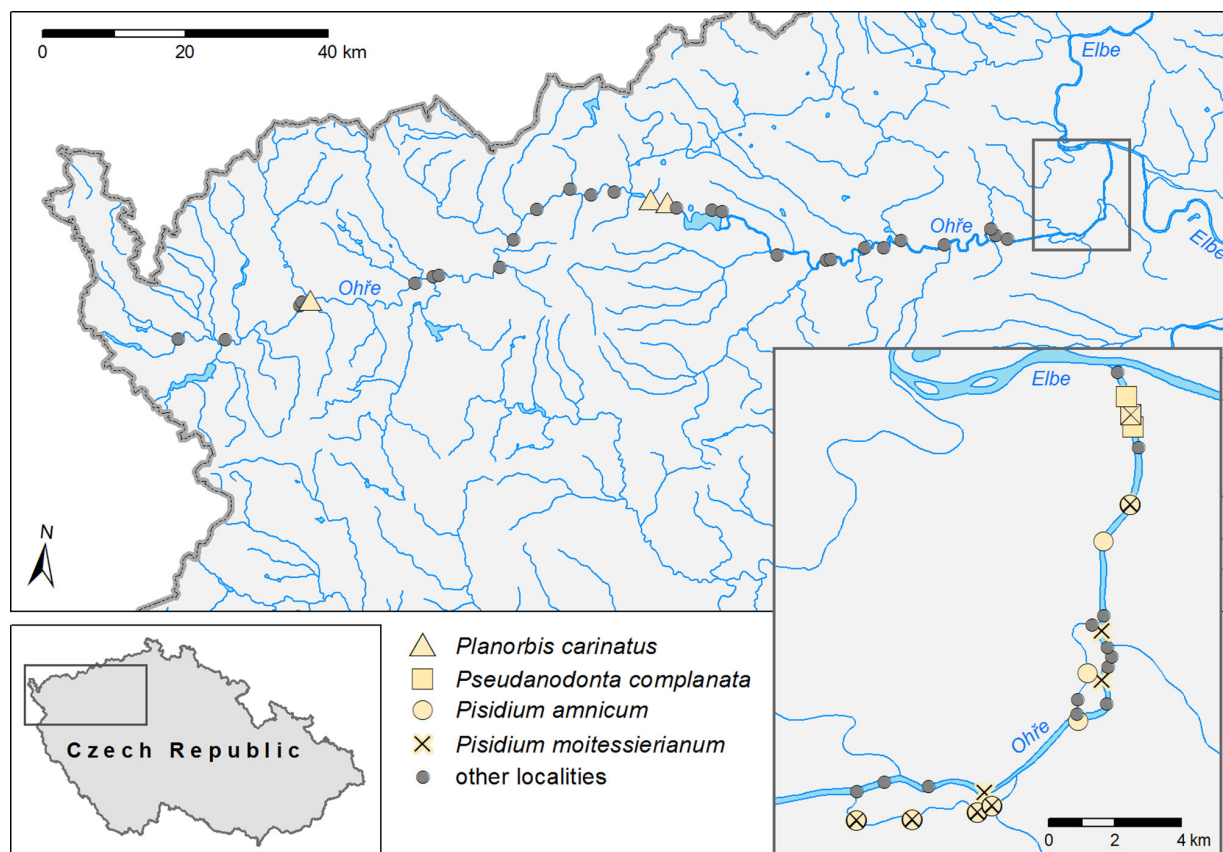 0 20 40 km
Elbe
Ohře
Elbe
Ohře
N
Elbe
Ohře
0 2 4 km
Planorbis carinatus
Pseudanodonta complanata
Pisidium amnicum
Pisidium moitessierianum
other localities
Czech Republic